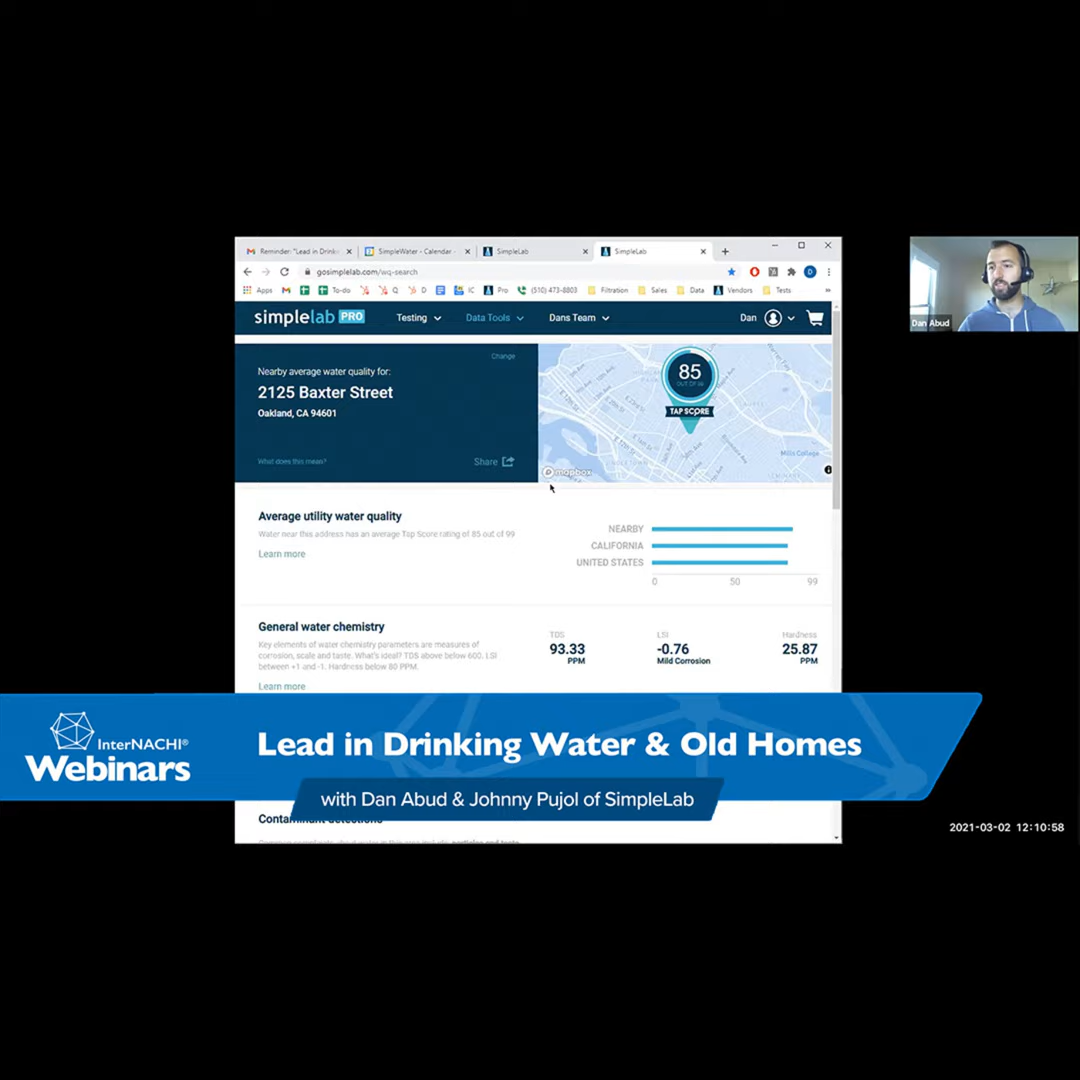 Reminder: "Lead in Drink
SimpleWater - Calendar -
SimpleLab
SimpleLab
gosimplelab.com/wq-search
Apps
To-do
Q
D
IC
Pro
(510) 473-8803
Filtration
Sales
Data
Vendors
Tests
simplelab PRO
Testing
Data Tools
Dans Team
Dan
Change
Nearby average water quality for:
2125 Baxter Street
Oakland, CA 94601
What does this mean?
Share
85
OUT OF 99
TAP SCORE
Mills College
mapbox
Dan Abud
Average utility water quality
Water near this address has an average Tap Score rating of 85 out of 99
Learn more
NEARBY
CALIFORNIA
UNITED STATES
0 50 99
General water chemistry
Key elements of water chemistry parameters are measures of
corrosion, scale and taste. What's ideal? TDS above below 600. LSI
between +1 and -1. Hardness below 80 PPM.
Learn more
TDS
93.33
PPM
LSI
-0.76
Mild Corrosion
Hardness
25.87
PPM
InterNACHI®
Webinars
Lead in Drinking Water & Old Homes
with Dan Abud & Johnny Pujol of SimpleLab
Contaminant detections
2021-03-02 12:10:58